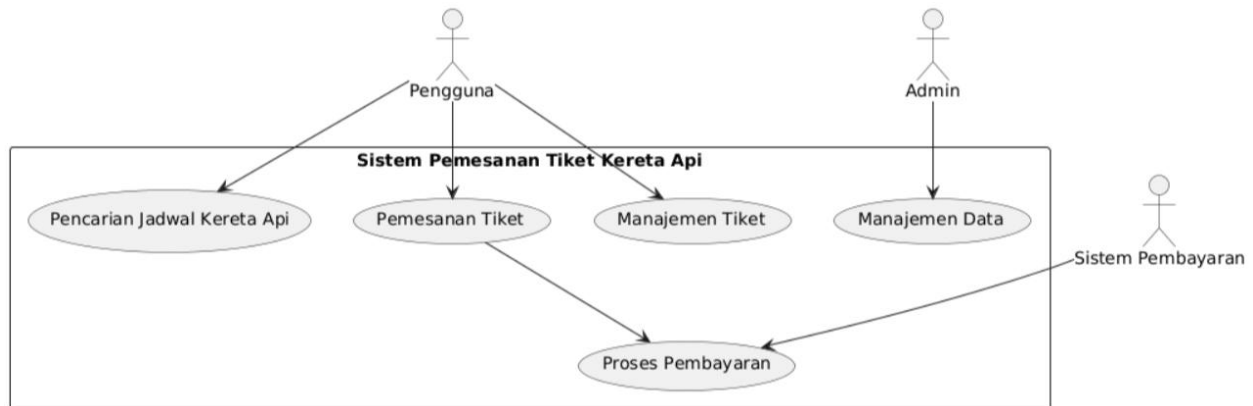 Pengguna
Admin
Sistem Pemesanan Tiket Kereta Api
Pencarian Jadwal Kereta Api
Pemesanan Tiket
Manajemen Tiket
Manajemen Data
Sistem Pembayaran
Proses Pembayaran